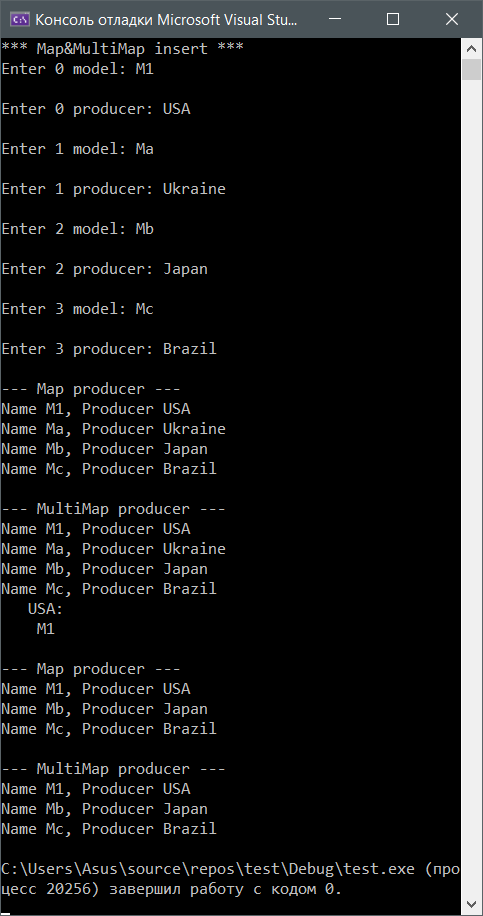 Консоль отладки Microsoft Visual Stu...
*** Map&MultiMap insert ***
Enter 0 model: M1
Enter 0 producer: USA
Enter 1 model: Ma
Enter 1 producer: Ukraine
Enter 2 model: Mb
Enter 2 producer: Japan
Enter 3 model: Mc
Enter 3 producer: Brazil
--- Map producer ---
Name M1, Producer USA
Name Ma, Producer Ukraine
Name Mb, Producer Japan
Name Mc, Producer Brazil
--- MultiMap producer ---
Name M1, Producer USA
Name Ma, Producer Ukraine
Name Mb, Producer Japan
Name Mc, Producer Brazil
USA:
M1
--- Map producer ---
Name M1, Producer USA
Name Mb, Producer Japan
Name Mc, Producer Brazil
--- MultiMap producer ---
Name M1, Producer USA
Name Mb, Producer Japan
Name Mc, Producer Brazil
C:\Users\Asus\source\repos\test\Debug\test.exe (про
цесс 20256) завершил работу с кодом 0.